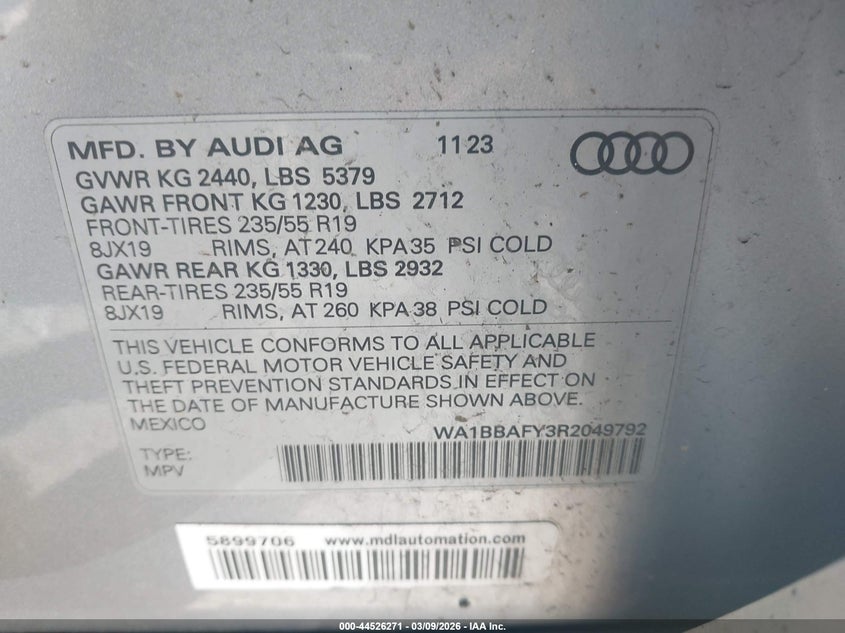 MFD. BY AUDI AG 11 23
GVWR KG 2440, LBS 5379
GAWR FRONT KG 1230, LBS 2712
FRONT-TIRES 235/55 R19
8JX19 RIMS, AT 240 KPA 35 PSI COLD
GAWR REAR KG 1330, LBS 2932
REAR-TIRES 235/55 R19
8JX19 RIMS, AT 260 KPA 38 PSI COLD
THIS VEHICLE CONFORMS TO ALL APPLICABLE
U.S. FEDERAL MOTOR VEHICLE SAFETY AND
THEFT PREVENTION STANDARDS IN EFFECT ON
THE DATE OF MANUFACTURE SHOWN ABOVE.
MEXICO WA1BBAFY3R2049792
TYPE:
MPV
5899706 www.mdlautomation.com
000-44526271 - 03/09/2026 - IAA Inc.